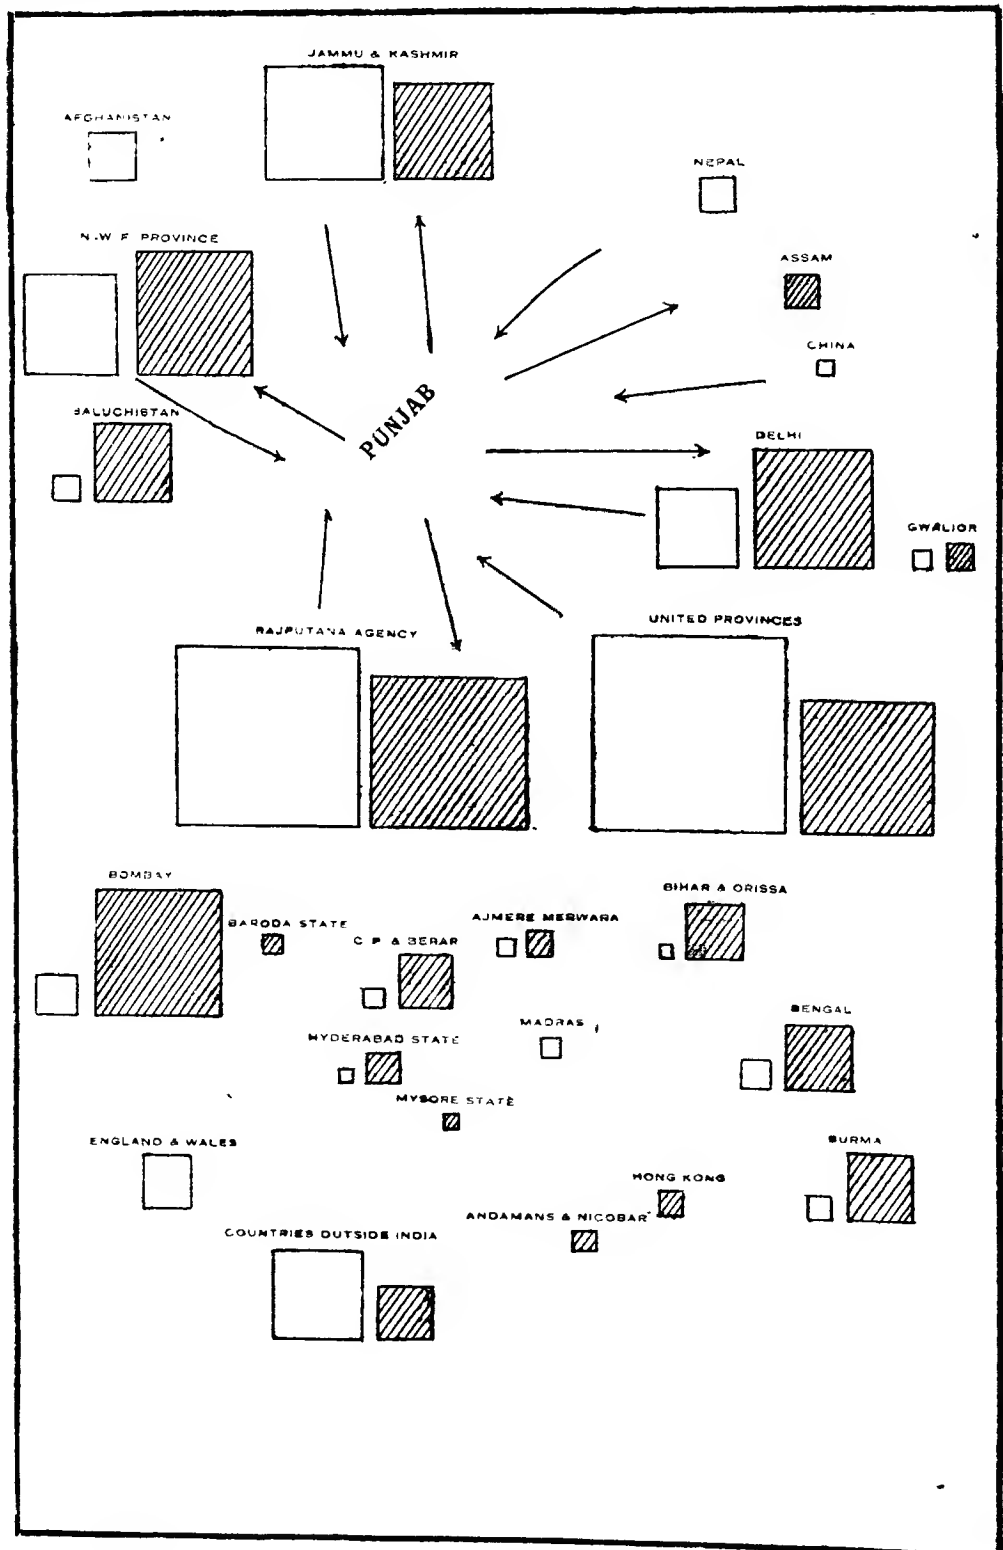 JAMMU & KASHMIR
AFGHANISTAN
NEPAL
N.W.F. PROVINCE
ASSAM
CHINA
PUNJAB
BALUCHISTAN
DELHI
GWALIOR
RAJPUTANA AGENCY
UNITED PROVINCES
BOMBAY
BIHAR & ORISSA
BARODA STATE
AJMERE MERWARA
C.P. & BERAR
MADRAS
BENGAL
HYDERABAD STATE
MYSORE STATE
ENGLAND & WALES
BURMA
HONG KONG
ANDAMANS & NICOBAR
COUNTRIES OUTSIDE INDIA